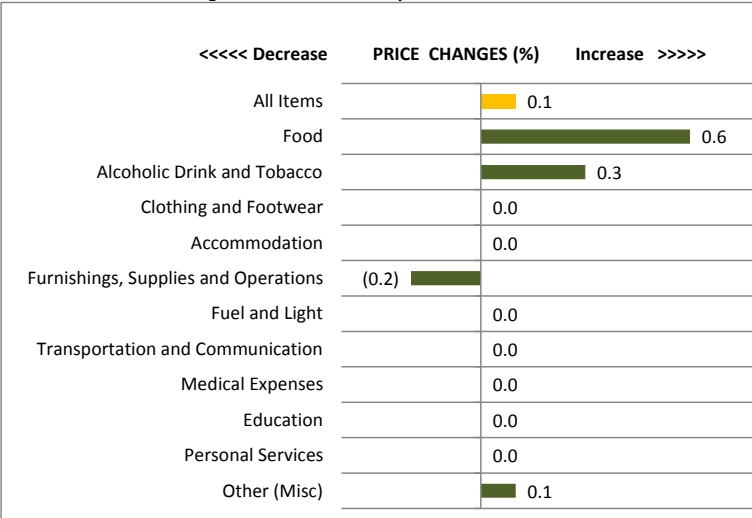 <<<<< Decrease PRICE CHANGES (%) Increase >>>>>
All Items 0.1
Food 0.6
Alcoholic Drink and Tobacco 0.3
Clothing and Footwear 0.0
Accommodation 0.0
Furnishings, Supplies and Operations (0.2)
Fuel and Light 0.0
Transportation and Communication 0.0
Medical Expenses 0.0
Education 0.0
Personal Services 0.0
Other (Misc) 0.1